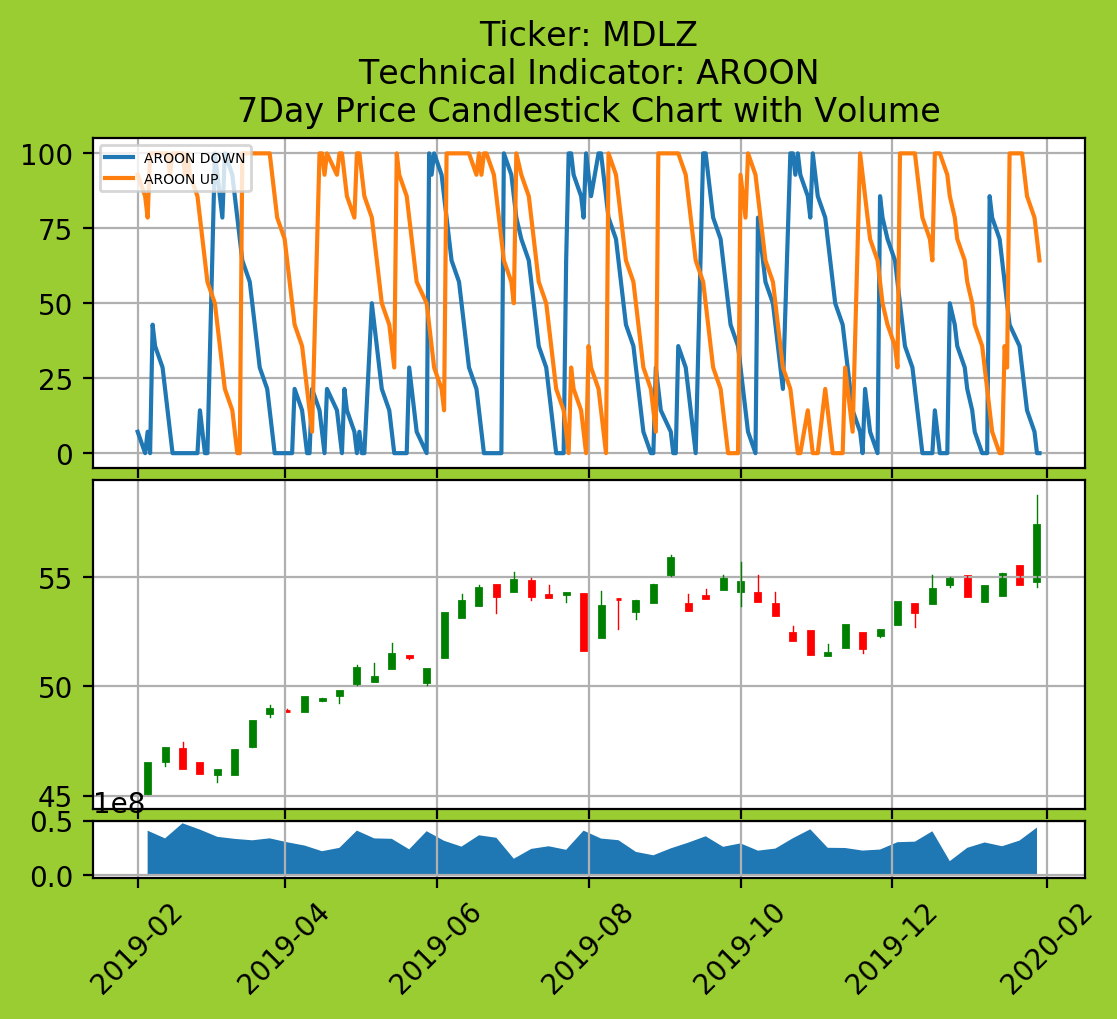 Ticker: MDLZ
Technical Indicator: AROON
7Day Price Candlestick Chart with Volume
AROON DOWN
AROON UP
100
75
50
25
0
55
50
45
1e8
0.5
0.0
2019-02
2019-04
2019-06
2019-08
2019-10
2019-12
2020-02